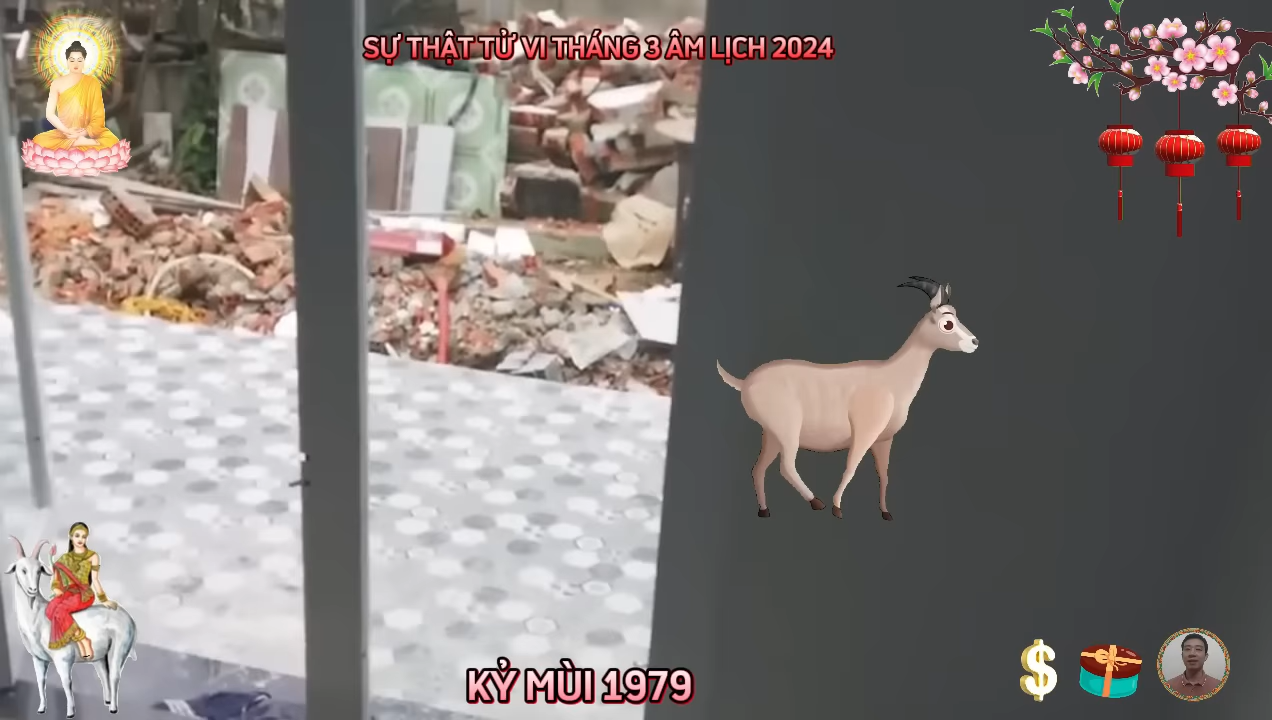 SỰ THẬT TỬ VI THÁNG 3 ÂM LỊCH 2024
KỶ MÙI 1979